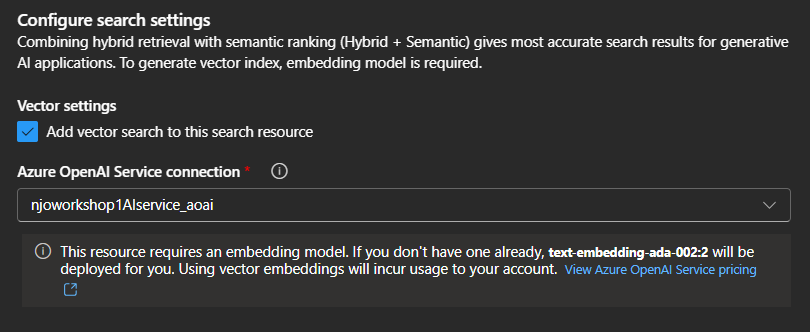 Configure search settings
Combining hybrid retrieval with semantic ranking (Hybrid + Semantic) gives most accurate search results for generative
AI applications. To generate vector index, embedding model is required.
Vector settings
Add vector search to this search resource
Azure OpenAI Service connection *
njoworkshop1AIservice_aoai
This resource requires an embedding model. If you don't have one already, text-embedding-ada-002:2 will be
deployed for you. Using vector embeddings will incur usage to your account. View Azure OpenAI Service pricing